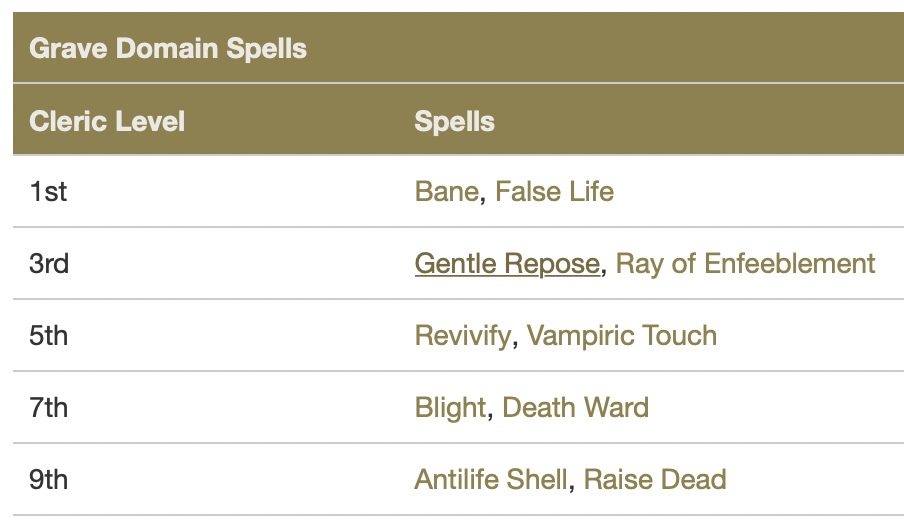 Grave Domain Spells
Cleric Level Spells
1st Bane, False Life
3rd Gentle Repose, Ray of Enfeeblement
5th Revivify, Vampiric Touch
7th Blight, Death Ward
9th Antilife Shell, Raise Dead